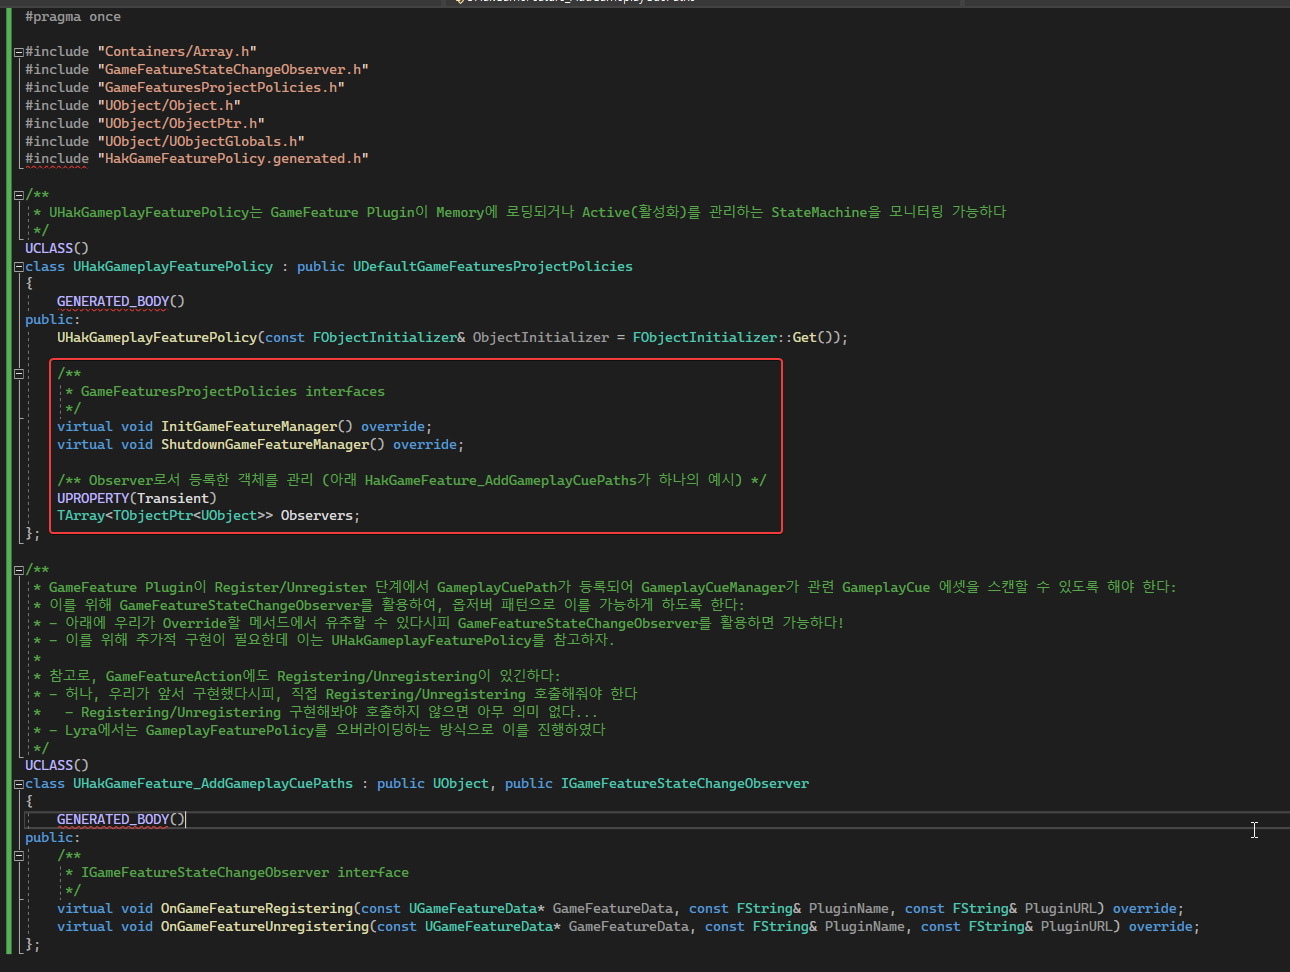 #pragma once
#include "Containers/Array.h"
#include "GameFeatureStateChangeObserver.h"
#include "GameFeaturesProjectPolicies.h"
#include "UObject/Object.h"
#include "UObject/ObjectPtr.h"
#include "UObject/UObjectGlobals.h"
#include "HakGameFeaturePolicy.generated.h"
/**
* UHakGameplayFeaturePolicy는 GameFeature Plugin이 Memory에 로딩되거나 Active(활성화)를 관리하는 StateMachine을 모니터링 가능하다
*/
UCLASS()
class UHakGameplayFeaturePolicy : public UDefaultGameFeaturesProjectPolicies
{
GENERATED_BODY()
public:
UHakGameplayFeaturePolicy(const FObjectInitializer& ObjectInitializer = FObjectInitializer::Get());
/**
* GameFeaturesProjectPolicies interfaces
*/
virtual void InitGameFeatureManager() override;
virtual void ShutdownGameFeatureManager() override;
/** Observer로서 등록한 객체를 관리 (아래 HakGameFeature_AddGameplayCuePaths가 하나의 예시) */
UPROPERTY(Transient)
TArray<TObjectPtr<UObject>> Observers;
};
/**
* GameFeature Plugin이 Register/Unregister 단계에서 GameplayCuePath가 등록되어 GameplayCueManager가 관련 GameplayCue 에셋을 스캔할 수 있도록 해야 한다:
* 이를 위해 GameFeatureStateChangeObserver를 활용하여, 옵저버 패턴으로 이를 가능하게 하도록 한다:
* - 아래에 우리가 Override할 메서드에서 유추할 수 있다시피 GameFeatureStateChangeObserver를 활용하면 가능하다!
* - 이를 위해 추가적 구현이 필요한데 이는 UHakGameplayFeaturePolicy를 참고하자.
*
* 참고로, GameFeatureAction에도 Registering/Unregistering이 있긴하다:
* - 허나, 우리가 앞서 구현했다시피, 직접 Registering/Unregistering 호출해줘야 한다
* - Registering/Unregistering 구현해봐야 호출하지 않으면 아무 의미 없다...
* - Lyra에서는 GameplayFeaturePolicy를 오버라이딩하는 방식으로 이를 진행하였다
*/
UCLASS()
class UHakGameFeature_AddGameplayCuePaths : public UObject, public IGameFeatureStateChangeObserver
{
GENERATED_BODY()
public:
/**
* IGameFeatureStateChangeObserver interface
*/
virtual void OnGameFeatureRegistering(const UGameFeatureData* GameFeatureData, const FString& PluginName, const FString& PluginURL) override;
virtual void OnGameFeatureUnregistering(const UGameFeatureData* GameFeatureData, const FString& PluginName, const FString& PluginURL) override;
};